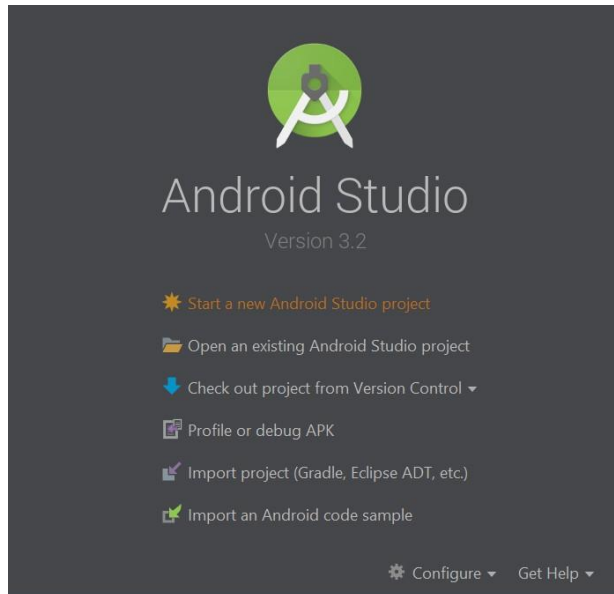 Android Studio
Version 3.2
Start a new Android Studio project
Open an existing Android Studio project
Check out project from Version Control
Profile or debug APK
Import project (Gradle, Eclipse ADT, etc.)
Import an Android code sample
Configure Get Help